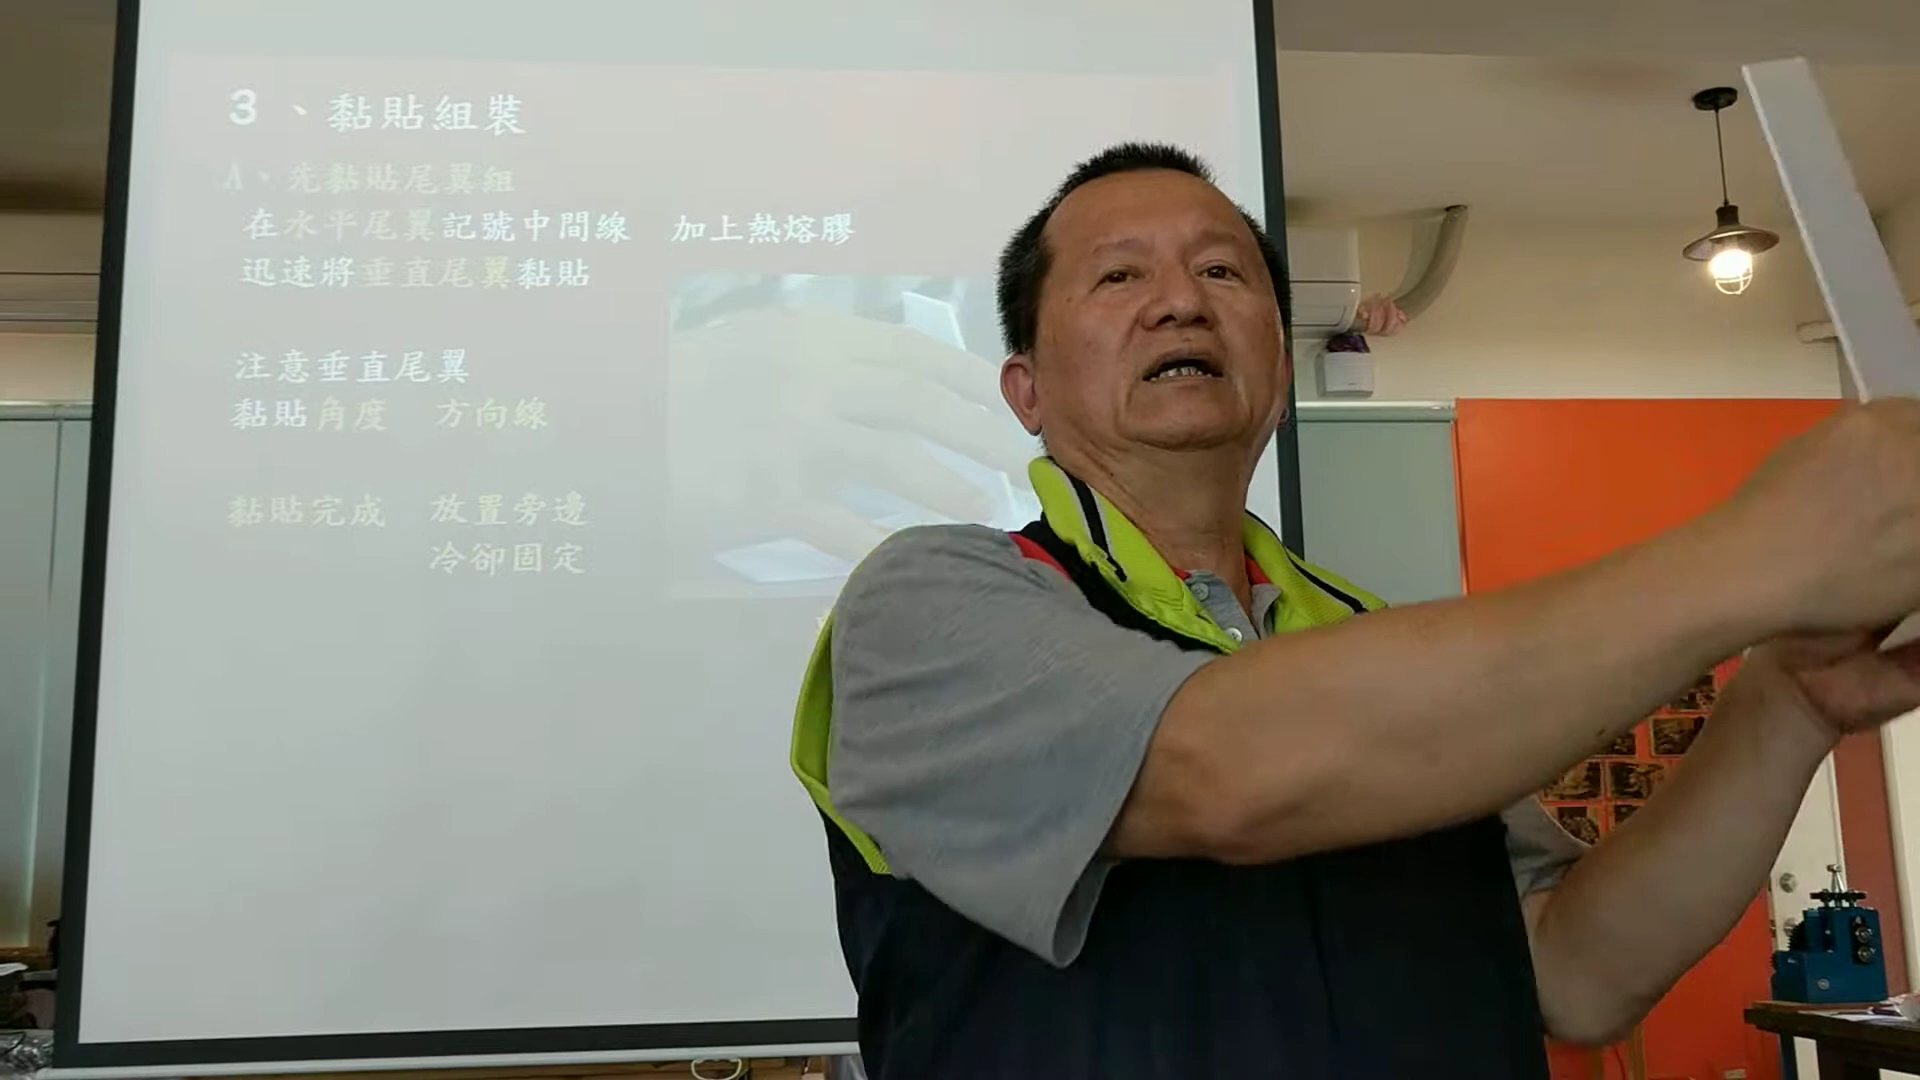 3、黏貼組裝
A、先黏貼尾翼組
在水平尾翼記號中間線 加上熱熔膠
迅速將垂直尾翼黏貼
注意垂直尾翼
黏貼角度 方向線
黏貼完成 放置旁邊
冷卻固定